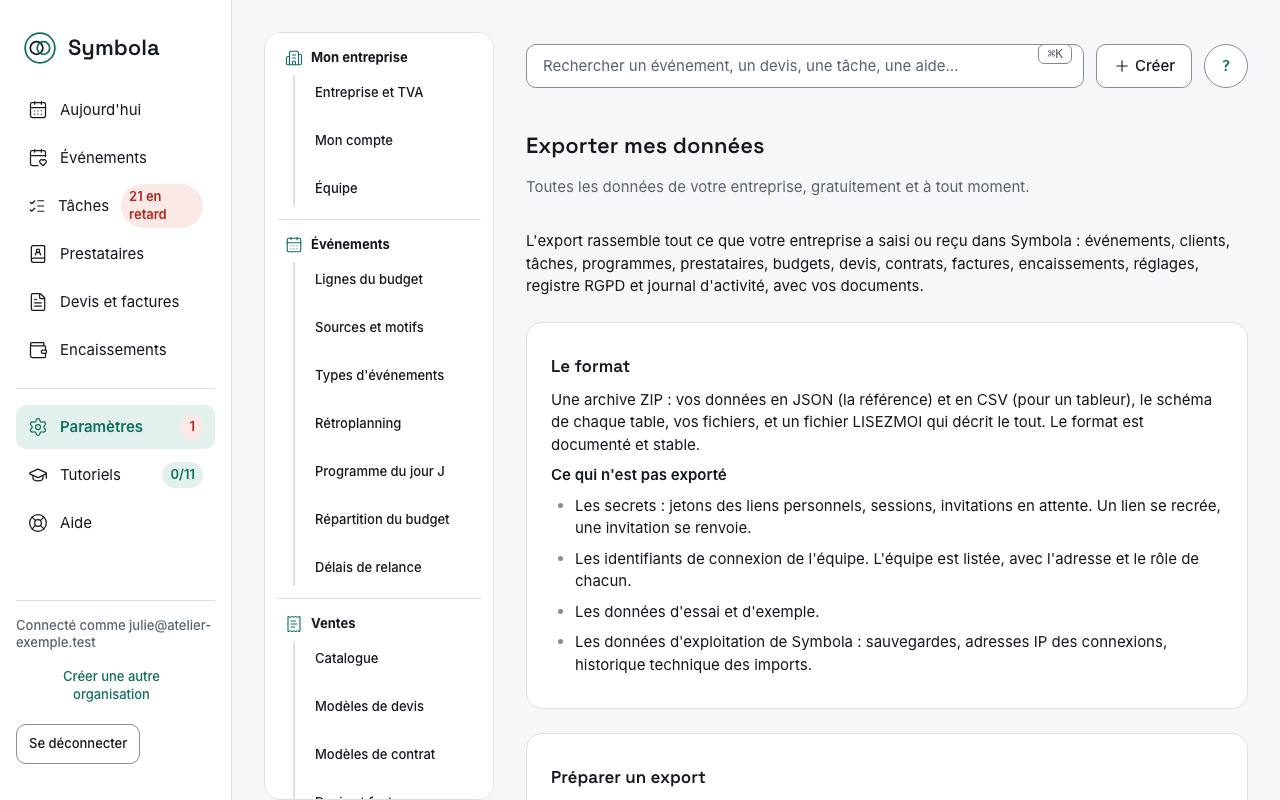 Symbola
Aujourd'hui
Événements
Tâches
21 en
retard
Prestataires
Devis et factures
Encaissements
Paramètres
1
Tutoriels
0/11
Aide
Connecté comme julie@atelier-
exemple.test
Créer une autre
organisation
Se déconnecter
Mon entreprise
Entreprise et TVA
Mon compte
Équipe
Événements
Lignes du budget
Sources et motifs
Types d'événements
Rétroplanning
Programme du jour J
Répartition du budget
Délais de relance
Ventes
Catalogue
Modèles de devis
Modèles de contrat
Rechercher un événement, un devis, une tâche, une aide...
⌘K
Créer
?
Exporter mes données
Toutes les données de votre entreprise, gratuitement et à tout moment.
L'export rassemble tout ce que votre entreprise a saisi ou reçu dans Symbola : événements, clients,
tâches, programmes, prestataires, budgets, devis, contrats, factures, encaissements, réglages,
registre RGPD et journal d'activité, avec vos documents.
Le format
Une archive ZIP : vos données en JSON (la référence) et en CSV (pour un tableur), le schéma
de chaque table, vos fichiers, et un fichier LISEZMOI qui décrit le tout. Le format est
documenté et stable.
Ce qui n'est pas exporté
Les secrets : jetons des liens personnels, sessions, invitations en attente. Un lien se recrée,
une invitation se renvoie.
Les identifiants de connexion de l'équipe. L'équipe est listée, avec l'adresse et le rôle de
chacun.
Les données d'essai et d'exemple.
Les données d'exploitation de Symbola : sauvegardes, adresses IP des connexions,
historique technique des imports.
Préparer un export